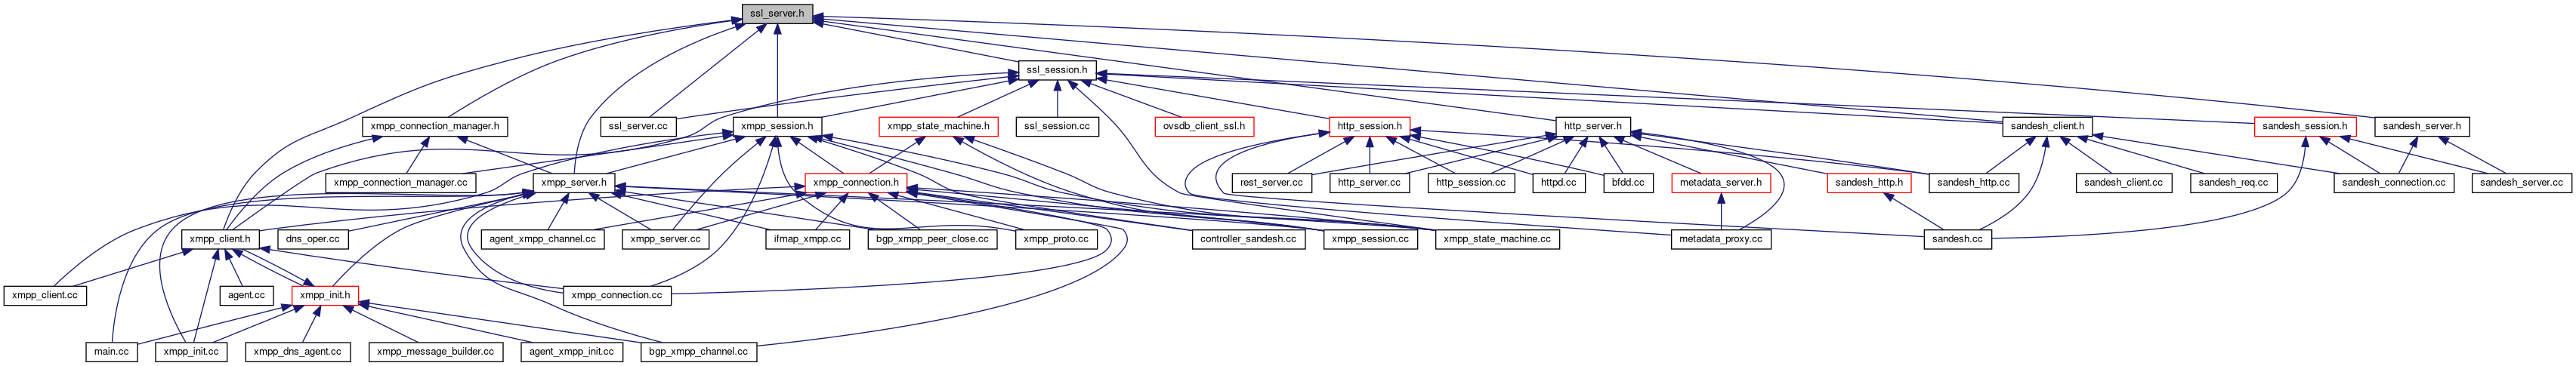 ssl_server.h
ssl_session.h
xmpp_connection_manager.h
ssl_server.cc
xmpp_session.h
xmpp_state_machine.h
ssl_session.cc
ovsdb_client_ssl.h
http_session.h
http_server.h
sandesh_client.h
sandesh_session.h
sandesh_server.h
xmpp_connection_manager.cc
xmpp_server.h
xmpp_connection.h
rest_server.cc
http_server.cc
http_session.cc
httpd.cc
bfdd.cc
metadata_server.h
sandesh_http.h
sandesh_http.cc
sandesh_client.cc
sandesh_req.cc
sandesh_connection.cc
sandesh_server.cc
xmpp_client.h
dns_oper.cc
agent_xmpp_channel.cc
xmpp_server.cc
ifmap_xmpp.cc
bgp_xmpp_peer_close.cc
xmpp_proto.cc
controller_sandesh.cc
xmpp_session.cc
xmpp_state_machine.cc
metadata_proxy.cc
sandesh.cc
xmpp_client.cc
agent.cc
xmpp_init.h
xmpp_connection.cc
main.cc
xmpp_init.cc
xmpp_dns_agent.cc
xmpp_message_builder.cc
agent_xmpp_init.cc
bgp_xmpp_channel.cc